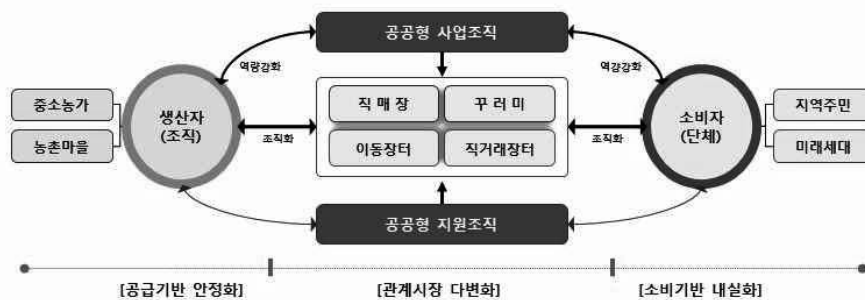 공공형 사업조직
역량강화
역량강화
중소농가
농촌마을
생산자
(조직)
조직화
직 매 장
꾸 러 미
이동장터
직거래장터
조직화
소비자
(단체)
지역주민
미래세대
공공형 지원조직
[공급기반 안정화]
[관계시장 다변화]
[소비기반 내실화]